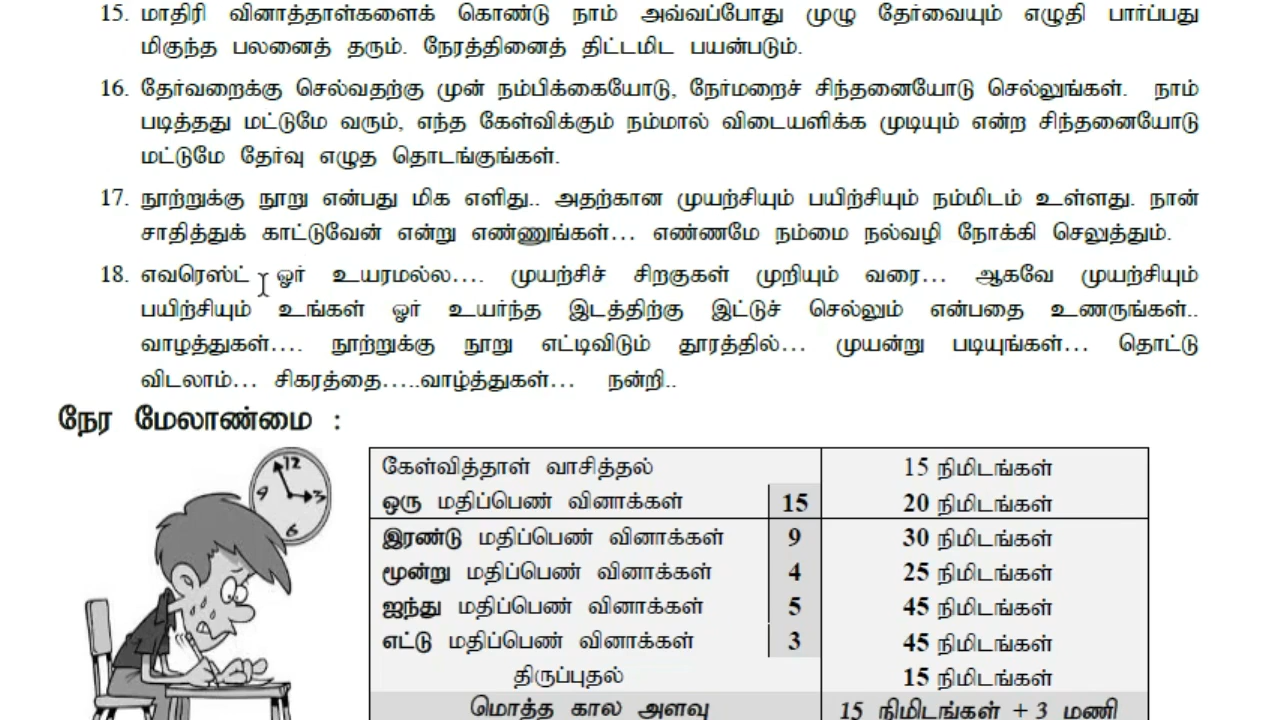 15. மாதிரி வினாத்தாள்களைக் கொண்டு நாம் அவ்வப்போது முழு தேர்வையும் எழுதி பார்ப்பது
மிகுந்த பலனைத் தரும். நேரத்தினைத் திட்டமிட பயன்படும்.
16. தேர்வறைக்கு செல்வதற்கு முன் நம்பிக்கையோடு, நேர்மறைச் சிந்தனையோடு செல்லுங்கள். நாம்
படித்தது மட்டுமே வரும், எந்த கேள்விக்கும் நம்மால் விடையளிக்க முடியும் என்ற சிந்தனையோடு
மட்டுமே தேர்வு எழுத தொடங்குங்கள்.
17. நூற்றுக்கு நூறு என்பது மிக எளிது.. அதற்கான முயற்சியும் பயிற்சியும் நம்மிடம் உள்ளது. நான்
சாதித்துக் காட்டுவேன் என்று எண்ணுங்கள்... எண்ணமே நம்மை நல்வழி நோக்கி செலுத்தும்.
18. எவரெஸ்ட் ஓர் உயரமல்ல.... முயற்சிச் சிறகுகள் முறியும் வரை... ஆகவே முயற்சியும்
பயிற்சியும் உங்கள் ஓர் உயர்ந்த இடத்திற்கு இட்டுச் செல்லும் என்பதை உணருங்கள்..
வாழத்துகள்.... நூற்றுக்கு நூறு எட்டிவிடும் தூரத்தில்... முயன்று படியுங்கள்... தொட்டு
விடலாம்... சிகரத்தை.....வாழ்த்துகள்... நன்றி..
நேர மேலாண்மை :
12
3
6
9
கேள்வித்தாள் வாசித்தல் 15 நிமிடங்கள்
ஒரு மதிப்பெண் வினாக்கள் 15 20 நிமிடங்கள்
இரண்டு மதிப்பெண் வினாக்கள் 9 30 நிமிடங்கள்
மூன்று மதிப்பெண் வினாக்கள் 4 25 நிமிடங்கள்
ஐந்து மதிப்பெண் வினாக்கள் 5 45 நிமிடங்கள்
எட்டு மதிப்பெண் வினாக்கள் 3 45 நிமிடங்கள்
திருப்புதல் 15 நிமிடங்கள்
மொத்த கால அளவு 15 நிமிடங்கள் + 3 மணி